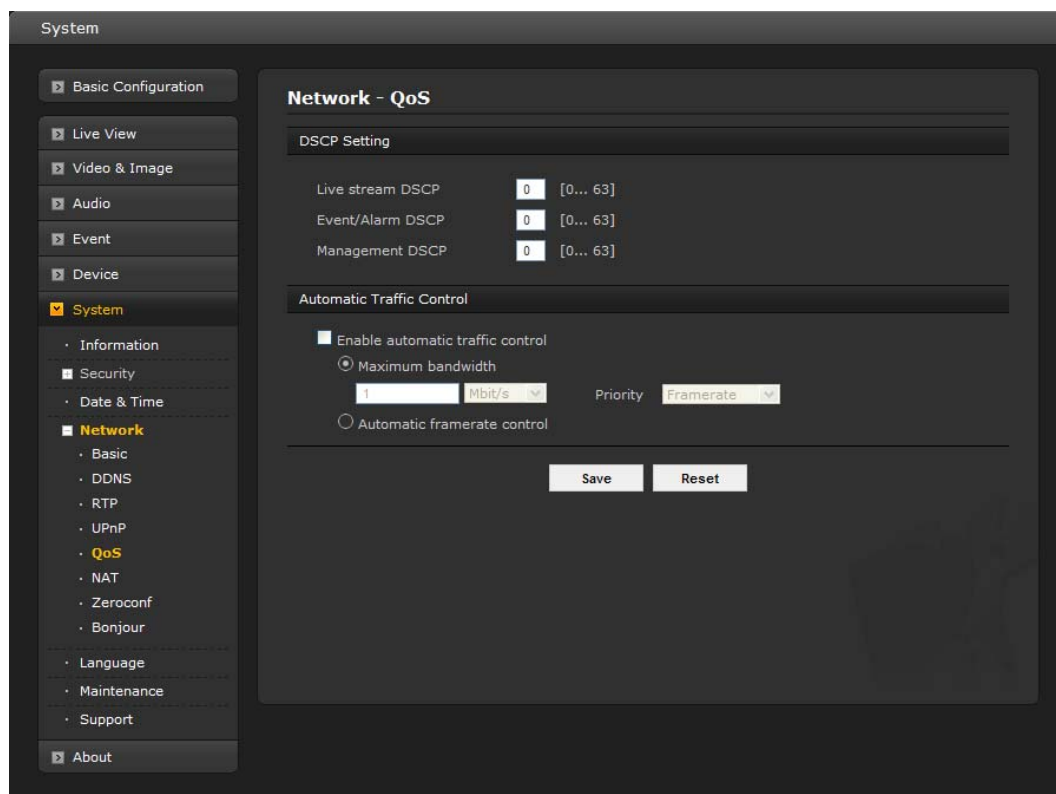 System
Basic Configuration
Live View
Video & Image
Audio
Event
Device
System
· Information
Security
· Date & Time
Network
· Basic
· DDNS
· RTP
· UPnP
· QoS
· NAT
· Zeroconf
· Bonjour
· Language
· Maintenance
· Support
About
Network - QoS
DSCP Setting
Live stream DSCP 0 [0... 63]
Event/Alarm DSCP 0 [0... 63]
Management DSCP 0 [0... 63]
Automatic Traffic Control
Enable automatic traffic control
Maximum bandwidth
1 Mbit/s Priority Framerate
Automatic framerate control
Save Reset